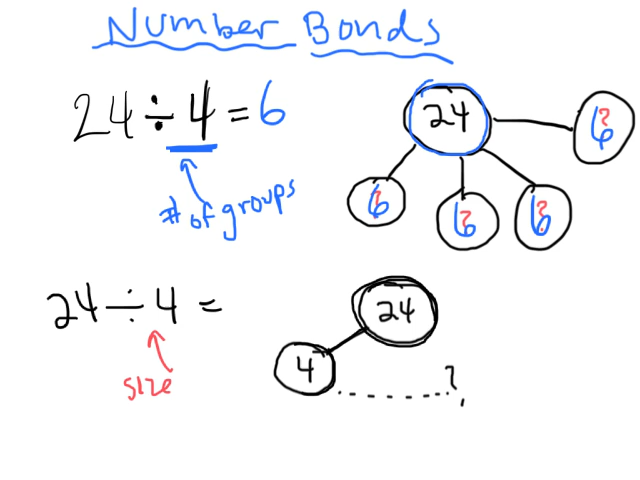 Number Bonds
24 ÷ 4 = 6
# of groups
24
6
6
6
6
24 ÷ 4 =
size
24
4
------- ?